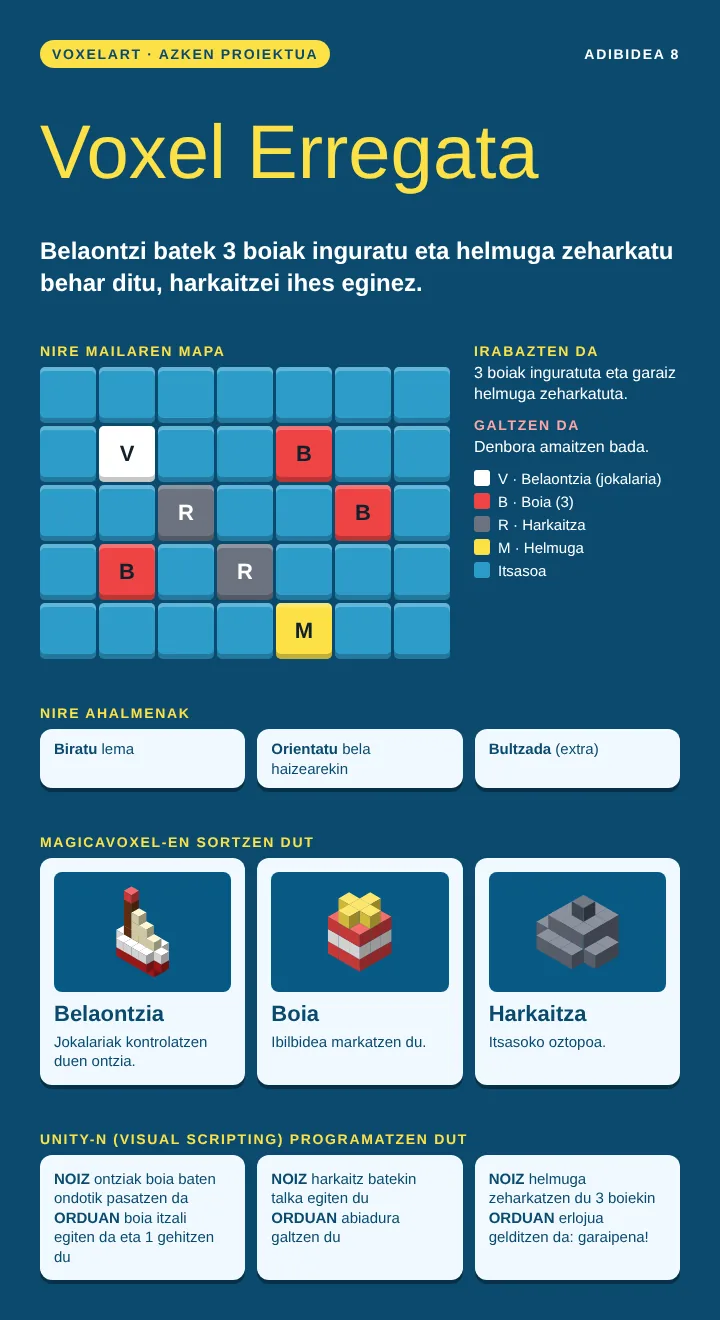 VOXELART · AZKEN PROIEKTUA
ADIBIDEA 8
Voxel Erregata
Belaontzi batek 3 boiak inguratu eta helmuga zeharkatu
behar ditu, harkaitzei ihes eginez.
NIRE MAILAREN MAPA
V
B
R
B
B
R
M
IRABAZTEN DA
3 boiak inguratuta eta garaiz
helmuga zeharkatuta.
GALTZEN DA
Denbora amaitzen bada.
V · Belaontzia (jokalaria)
B · Boia (3)
R · Harkaitza
M · Helmuga
Itsasoa
NIRE AHALMENAK
Biratu lema
Orientatu bela
haizearekin
Bultzada (extra)
MAGICAVOXEL-EN SORTZEN DUT
Belaontzia
Jokalariak kontrolatzen
duen ontzia.
Boia
Ibilbidea markatzen du.
Harkaitza
Itsasoko oztopoa.
UNITY-N (VISUAL SCRIPTING) PROGRAMATZEN DUT
NOIZ ontziak boia baten
ondotik pasatzen da
ORDUAN boia itzali
egiten da eta 1 gehitzen
du
NOIZ harkaitz batekin
talka egiten du
ORDUAN abiadura
galtzen du
NOIZ helmuga
zeharkatzen du 3 boiekin
ORDUAN erlojua
gelditzen da: garaipena!